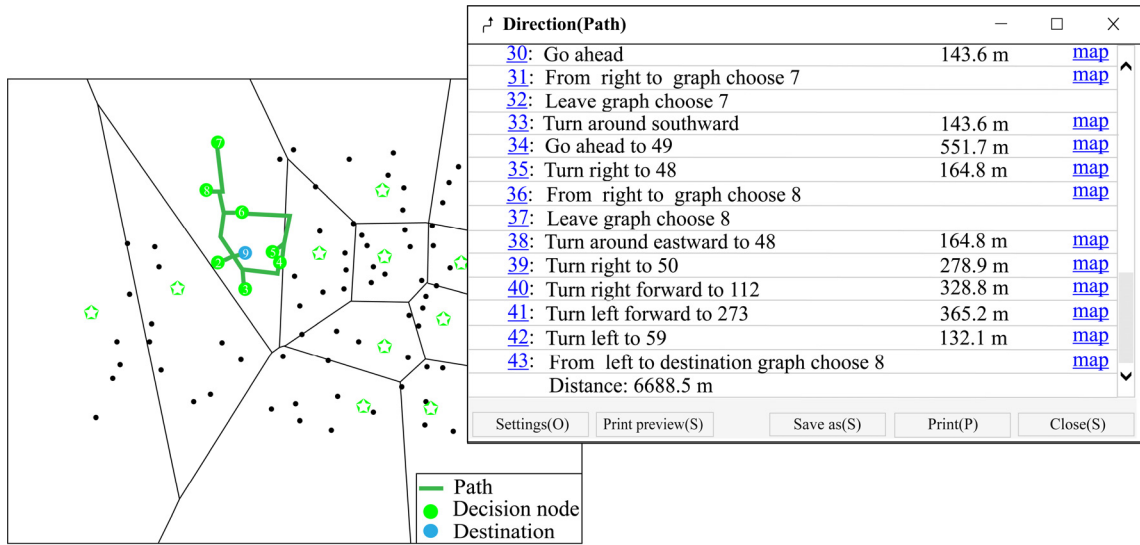 Direction(Path)
30: Go ahead 143.6 m map
31: From right to graph choose 7 map
32: Leave graph choose 7
33: Turn around southward 143.6 m map
34: Go ahead to 49 551.7 m map
35: Turn right to 48 164.8 m map
36: From right to graph choose 8 map
37: Leave graph choose 8
38: Turn around eastward to 48 164.8 m map
39: Turn right to 50 278.9 m map
40: Turn right forward to 112 328.8 m map
41: Turn left forward to 273 365.2 m map
42: Turn left to 59 132.1 m map
43: From left to destination graph choose 8 map
Distance: 6688.5 m
Settings(O) Print preview(S) Save as(S) Print(P) Close(S)
7
8
6
5 9
2 4
3
Path
Decision node
Destination